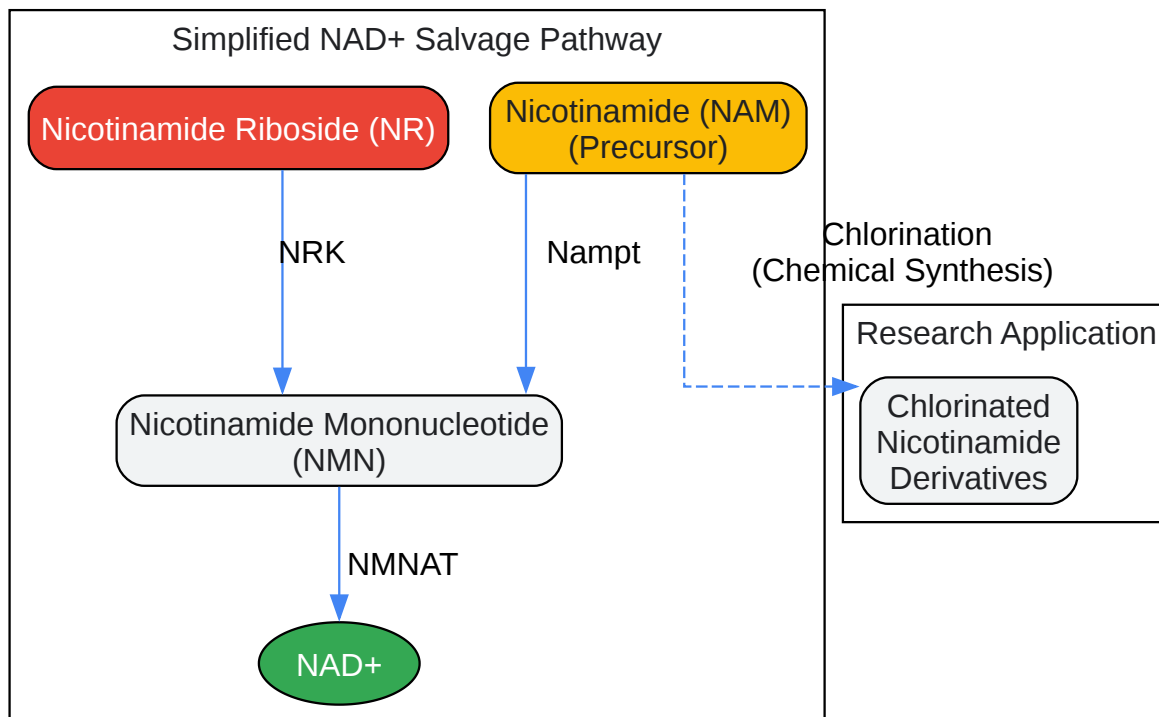 Simplified NAD+ Salvage Pathway
Nicotinamide Riboside (NR)
Nicotinamide (NAM)
(Precursor)
NRK
Nampt
Chlorination
(Chemical Synthesis)
Research Application
Nicotinamide Mononucleotide
(NMN)
Chlorinated
Nicotinamide
Derivatives
NMNAT
NAD+